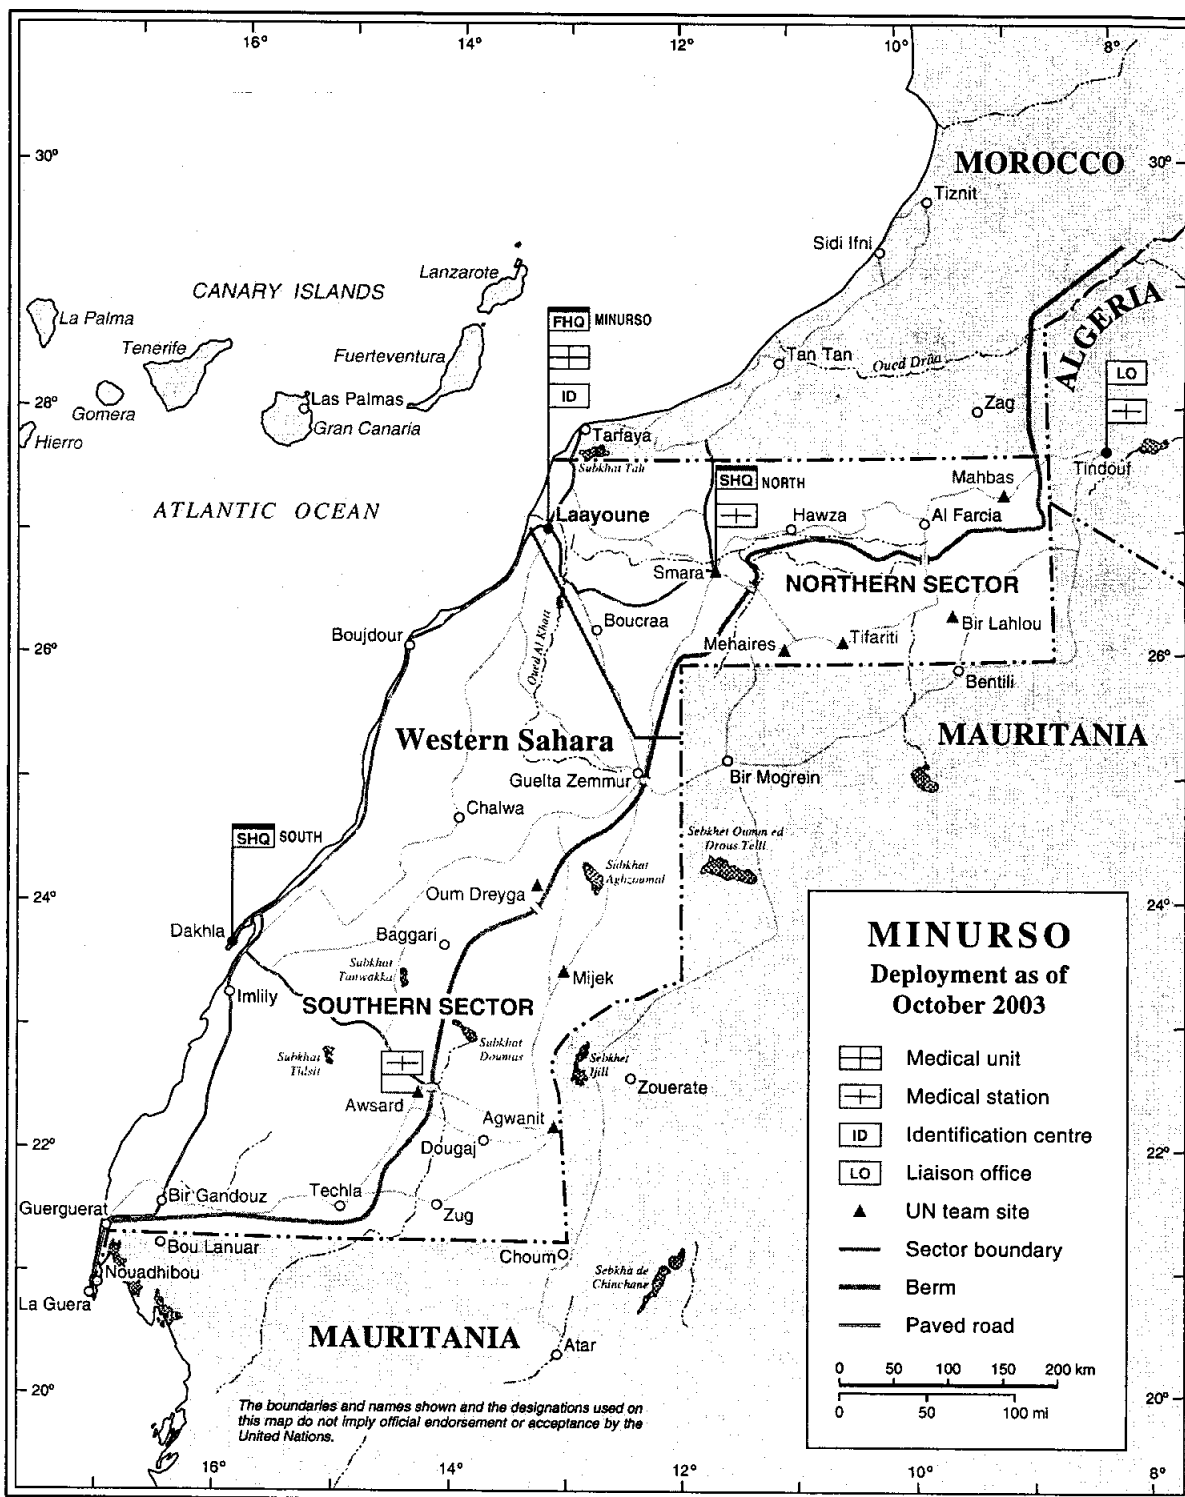 16°
14°
12°
10°
8°
30°
MOROCCO
30°
Tiznit
Sidi Ifni
Lanzarote
CANARY ISLANDS
La Palma
Tenerife
Fuerteventura
FHQ MINURSO
ALGERIA
Tan Tan
Oued Drâa
LO
Las Palmas
Zag
28°
Gomera
Gran Canaria
ID
Hierro
Tarfaya
Subkhat Tah
Tindouf
SHQ NORTH
Mahbas
ATLANTIC OCEAN
Laayoune
Hawza
Al Farcia
Smara
NORTHERN SECTOR
Boucraa
Bir Lahlou
Boujdour
Oued Al Khatt
Mehaires
Tifariti
26°
26°
Bentili
Western Sahara
MAURITANIA
Guelta Zemmur
Bir Mogrein
Chalwa
SHQ SOUTH
Sebkhet Oumm ed
Drous Telli
Subkhat
Aghzoumal
Oum Dreyga
24°
24°
Dakhla
Baggari
Subkhat
Tanwakka
Mijek
Imlily
SOUTHERN SECTOR
Subkhat
Tidsit
Subkhat
Doumus
Sebkhet
Ijill
Zouerate
Awsard
Agwanit
22°
Dougaj
22°
Bir Gandouz
Techla
Guerguerat
Zug
Bou Lanuar
Choum
Nouadhibou
Sebkha de
Chinchane
La Guera
MAURITANIA
Atar
20°
20°
The boundaries and names shown and the designations used on
this map do not imply official endorsement or acceptance by the
United Nations.
MINURSO
Deployment as of
October 2003
Medical unit
Medical station
ID Identification centre
LO Liaison office
UN team site
Sector boundary
Berm
Paved road
0 50 100 150 200 km
0 50 100 mi
16°
14°
12°
10°
8°